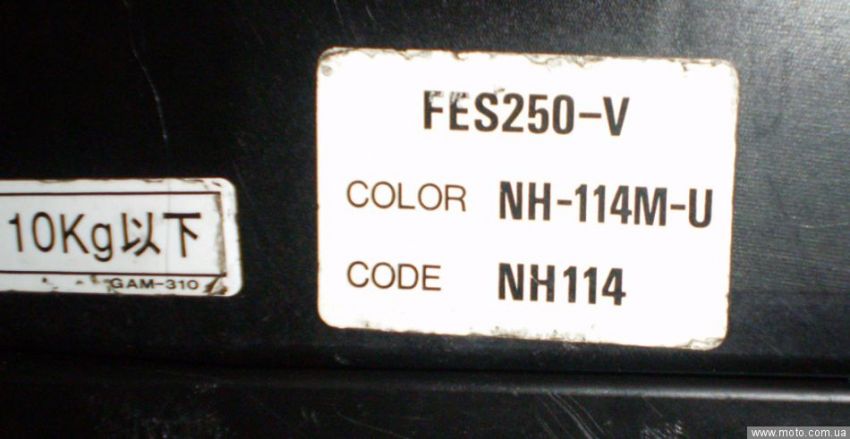 FES250-V
COLOR NH-114M-U
CODE NH114
10Kg以下
GAM-310
www.moto.com.ua